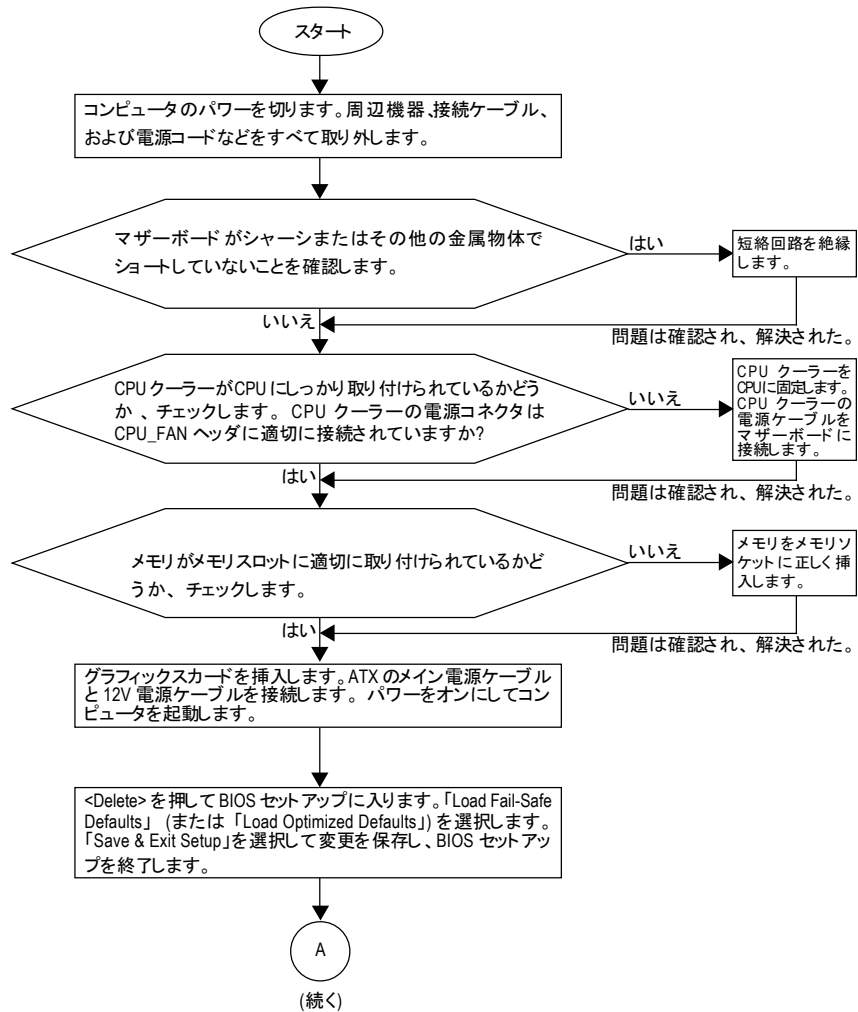 スタート
コンピュータのパワーを切ります。周辺機器、接続ケーブル、
および電源コードなどをすべて取り外します。
マザーボードがシャーシまたはその他の金属物体で
ショートしていないことを確認します。
はい
短絡回路を絶縁
します。
いいえ
問題は確認され、解決された。
CPUクーラーがCPUにしっかり取り付けられているかどう
か、チェックします。CPU クーラーの電源コネクタは
CPU_FAN ヘッダに適切に接続されていますか?
いいえ
CPU クーラーを
CPUに固定します。
CPU クーラーの
電源ケーブルを
マザーボードに
接続します。
はい
問題は確認され、解決された。
メモリがメモリスロットに適切に取り付けられているかど
うか、チェックします。
いいえ
メモリをメモリソ
ケットに正しく挿
入します。
はい
問題は確認され、解決された。
グラフィックスカードを挿入します。ATX のメイン電源ケーブル
と 12V 電源ケーブルを接続します。 パワーをオンにしてコン
ピュータを起動します。
<Delete> を押して BIOS セットアップに入ります。「Load Fail-Safe
Defaults」 (または 「Load Optimized Defaults」) を選択します。
「Save & Exit Setup」を選択して変更を保存し、BIOS セットアッ
プを終了します。
A
(続く)